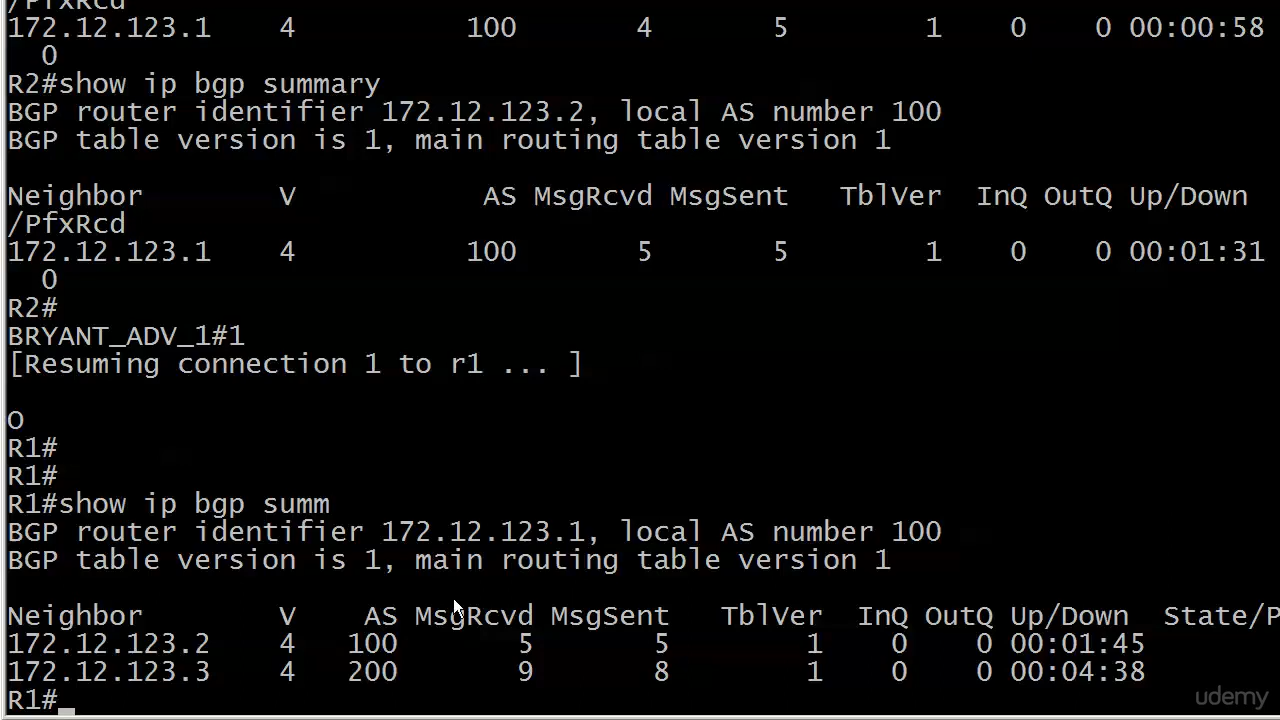 /PfxRcd
172.12.123.1 4 100 4 5 1 0 0 00:00:58
0
R2#show ip bgp summary
BGP router identifier 172.12.123.2, local AS number 100
BGP table version is 1, main routing table version 1
Neighbor V AS MsgRcvd MsgSent TblVer InQ OutQ Up/Down
/PfxRcd
172.12.123.1 4 100 5 5 1 0 0 00:01:31
0
R2#
BRYANT_ADV_1#1
[Resuming connection 1 to r1 ... ]
O
R1#
R1#
R1#show ip bgp summ
BGP router identifier 172.12.123.1, local AS number 100
BGP table version is 1, main routing table version 1
Neighbor V AS MsgRcvd MsgSent TblVer InQ OutQ Up/Down State/P
172.12.123.2 4 100 5 5 1 0 0 00:01:45
172.12.123.3 4 200 9 8 1 0 0 00:04:38
R1#
udemy